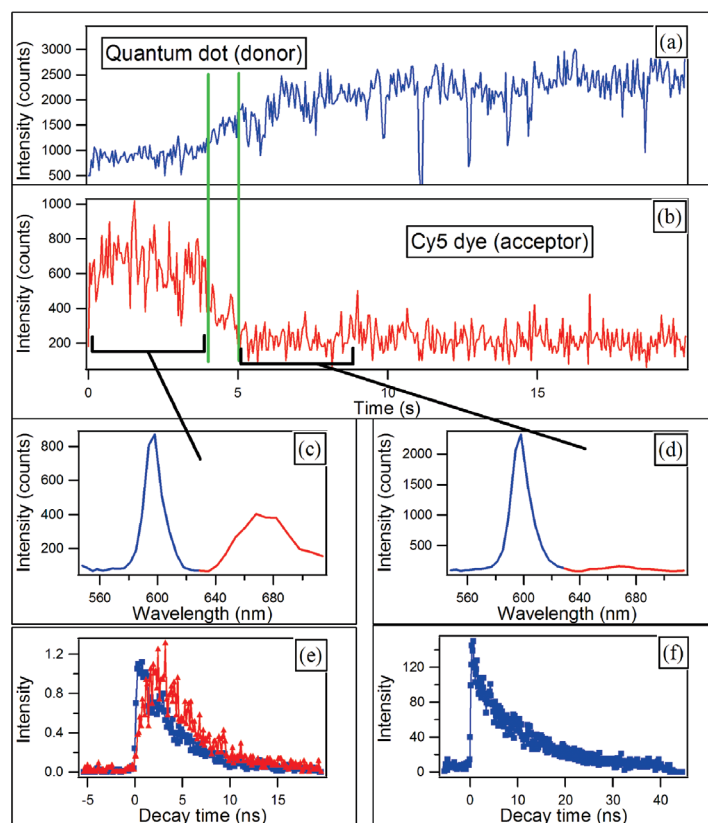 Quantum dot (donor)
(a)
Intensity (counts)
3000
2500
2000
1500
1000
500
(b)
Cy5 dye (acceptor)
Intensity (counts)
1000
800
600
400
200
0 5 10 15
Time (s)
(c)
Intensity (counts)
800
600
400
200
560 600 640 680
Wavelength (nm)
(d)
Intensity (counts)
2000
1500
1000
500
560 600 640 680
Wavelength (nm)
(e)
Intensity
1.2
0.8
0.4
0.0
-5 0 5 10 15
Decay time (ns)
(f)
Intensity
120
80
40
0
0 10 20 30 40
Decay time (ns)